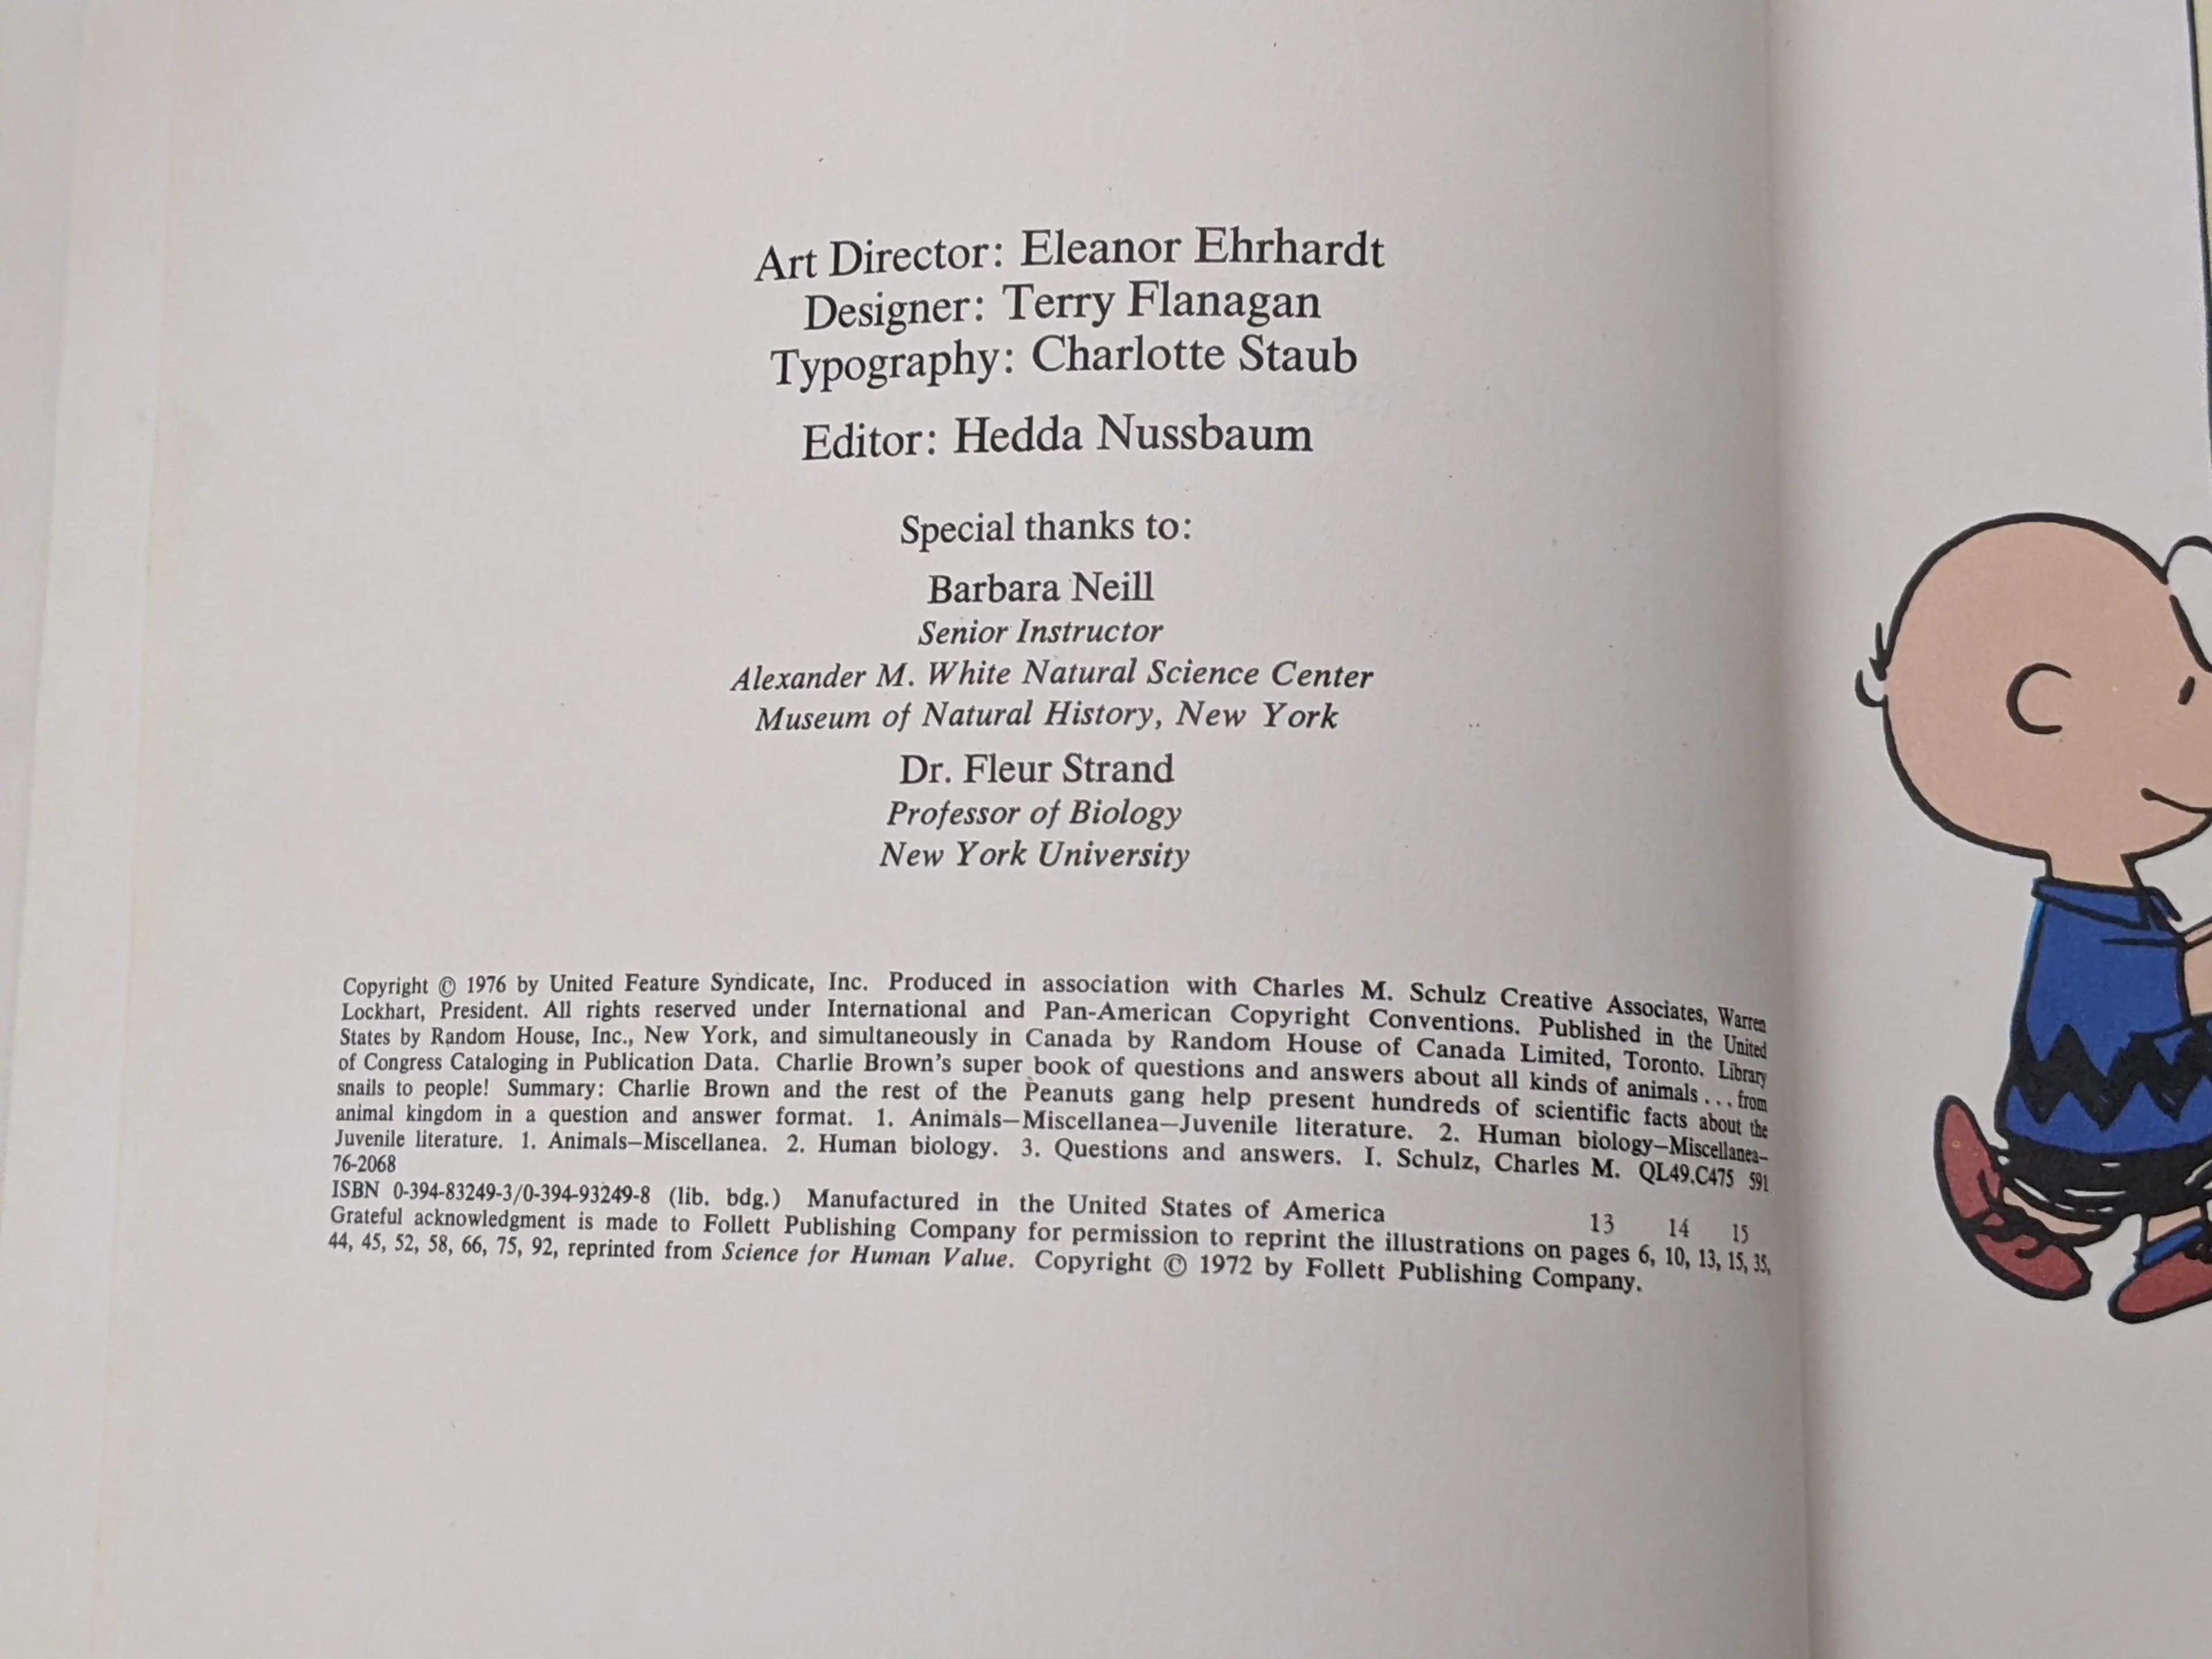 Art Director: Eleanor Ehrhardt
Designer: Terry Flanagan
Typography: Charlotte Staub
Editor: Hedda Nussbaum
Special thanks to:
Barbara Neill
Senior Instructor
Alexander M. White Natural Science Center
Museum of Natural History, New York
Dr. Fleur Strand
Professor of Biology
New York University
Copyright © 1976 by United Feature Syndicate, Inc. Produced in association with Charles M. Schulz Creative Associates, Warren
Lockhart, President. All rights reserved under International and Pan-American Copyright Conventions. Published in the United
States by Random House, Inc., New York, and simultaneously in Canada by Random House of Canada Limited, Toronto. Library
of Congress Cataloging in Publication Data. Charlie Brown's super book of questions and answers about all kinds of animals . . . from
snails to people! Summary: Charlie Brown and the rest of the Peanuts gang help present hundreds of scientific facts about the
animal kingdom in a question and answer format. 1. Animals—Miscellanea—Juvenile literature. 2. Human biology—Miscellanea—
Juvenile literature. 1. Animals—Miscellanea. 2. Human biology. 3. Questions and answers. I. Schulz, Charles M. QL49.C475 591
76-2068
ISBN 0-394-83249-3/0-394-93249-8 (lib. bdg.) Manufactured in the United States of America 13 14 15
Grateful acknowledgment is made to Follett Publishing Company for permission to reprint the illustrations on pages 6, 10, 13, 15, 35,
44, 45, 52, 58, 66, 75, 92, reprinted from Science for Human Value. Copyright © 1972 by Follett Publishing Company.